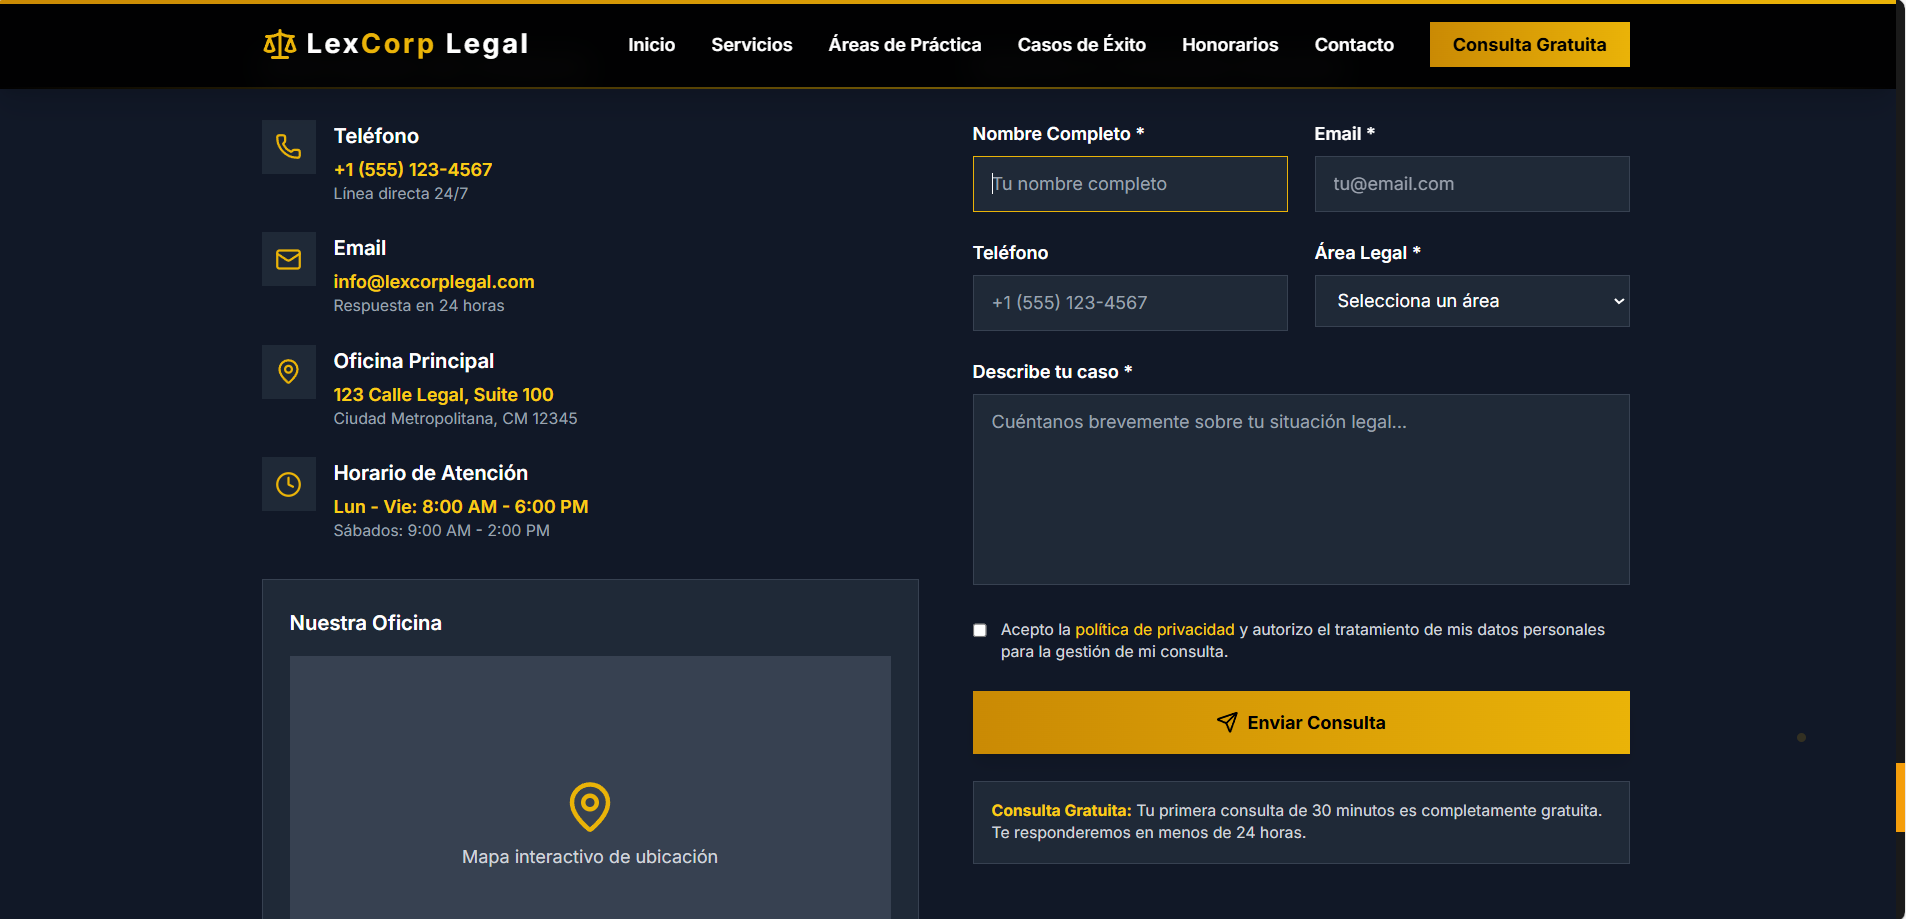 LexCorp Legal
Inicio
Servicios
Áreas de Práctica
Casos de Éxito
Honorarios
Contacto
Consulta Gratuita
Teléfono
+1 (555) 123-4567
Línea directa 24/7
Email
info@lexcorplegal.com
Respuesta en 24 horas
Oficina Principal
123 Calle Legal, Suite 100
Ciudad Metropolitana, CM 12345
Horario de Atención
Lun - Vie: 8:00 AM - 6:00 PM
Sábados: 9:00 AM - 2:00 PM
Nuestra Oficina
Mapa interactivo de ubicación
Nombre Completo *
Tu nombre completo
Email *
tu@email.com
Teléfono
+1 (555) 123-4567
Área Legal *
Selecciona un área
Describe tu caso *
Cuéntanos brevemente sobre tu situación legal...
Acepto la política de privacidad y autorizo el tratamiento de mis datos personales
para la gestión de mi consulta.
Enviar Consulta
Consulta Gratuita: Tu primera consulta de 30 minutos es completamente gratuita.
Te responderemos en menos de 24 horas.